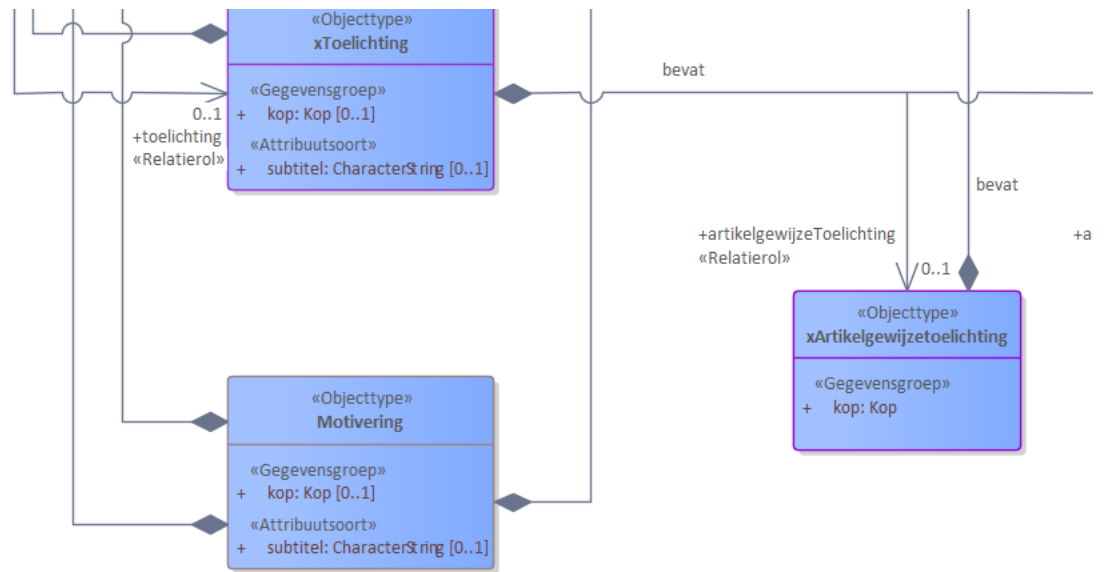 «Objecttype»
xToelichting
«Gegevensgroep»
+ kop: Kop [0..1]
«Attribuutsoort»
+ subtitel: CharacterString [0..1]
0..1
+toelichting
«Relatierol»
bevat
bevat
+artikelgewijzeToelichting
«Relatierol»
0..1
+a
«Objecttype»
xArtikelgewijzetoelichting
«Gegevensgroep»
+ kop: Kop
«Objecttype»
Motivering
«Gegevensgroep»
+ kop: Kop [0..1]
«Attribuutsoort»
+ subtitel: CharacterString [0..1]